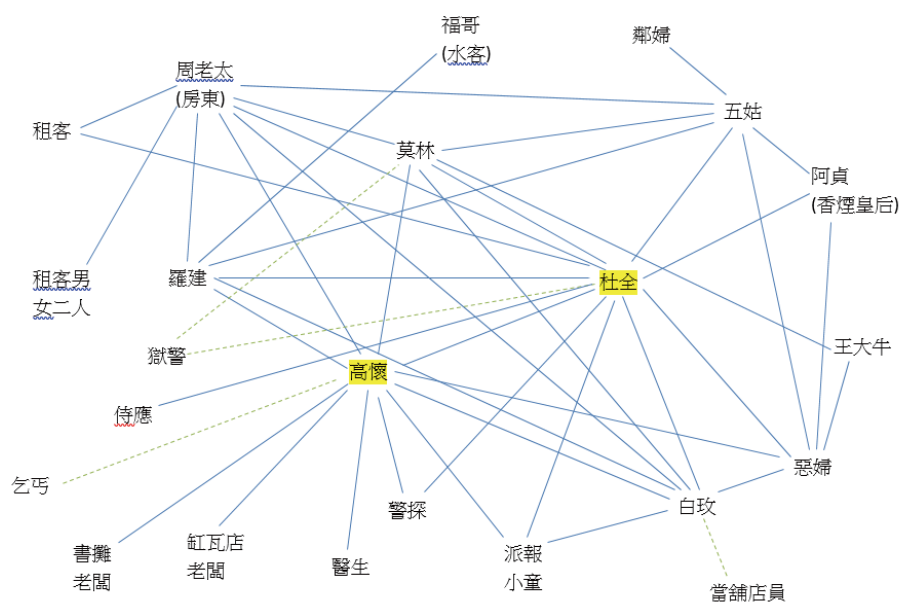 福哥
(水客)
鄰婦
周老太
(房東)
五姑
租客
莫林
阿貞
(香煙皇后)
租客男
女二人
羅建
杜全
獄警
王大牛
高懷
侍應
惡婦
乞丐
白玫
警探
書攤
老闆
缸瓦店
老闆
醫生
派報
小童
當舖店員